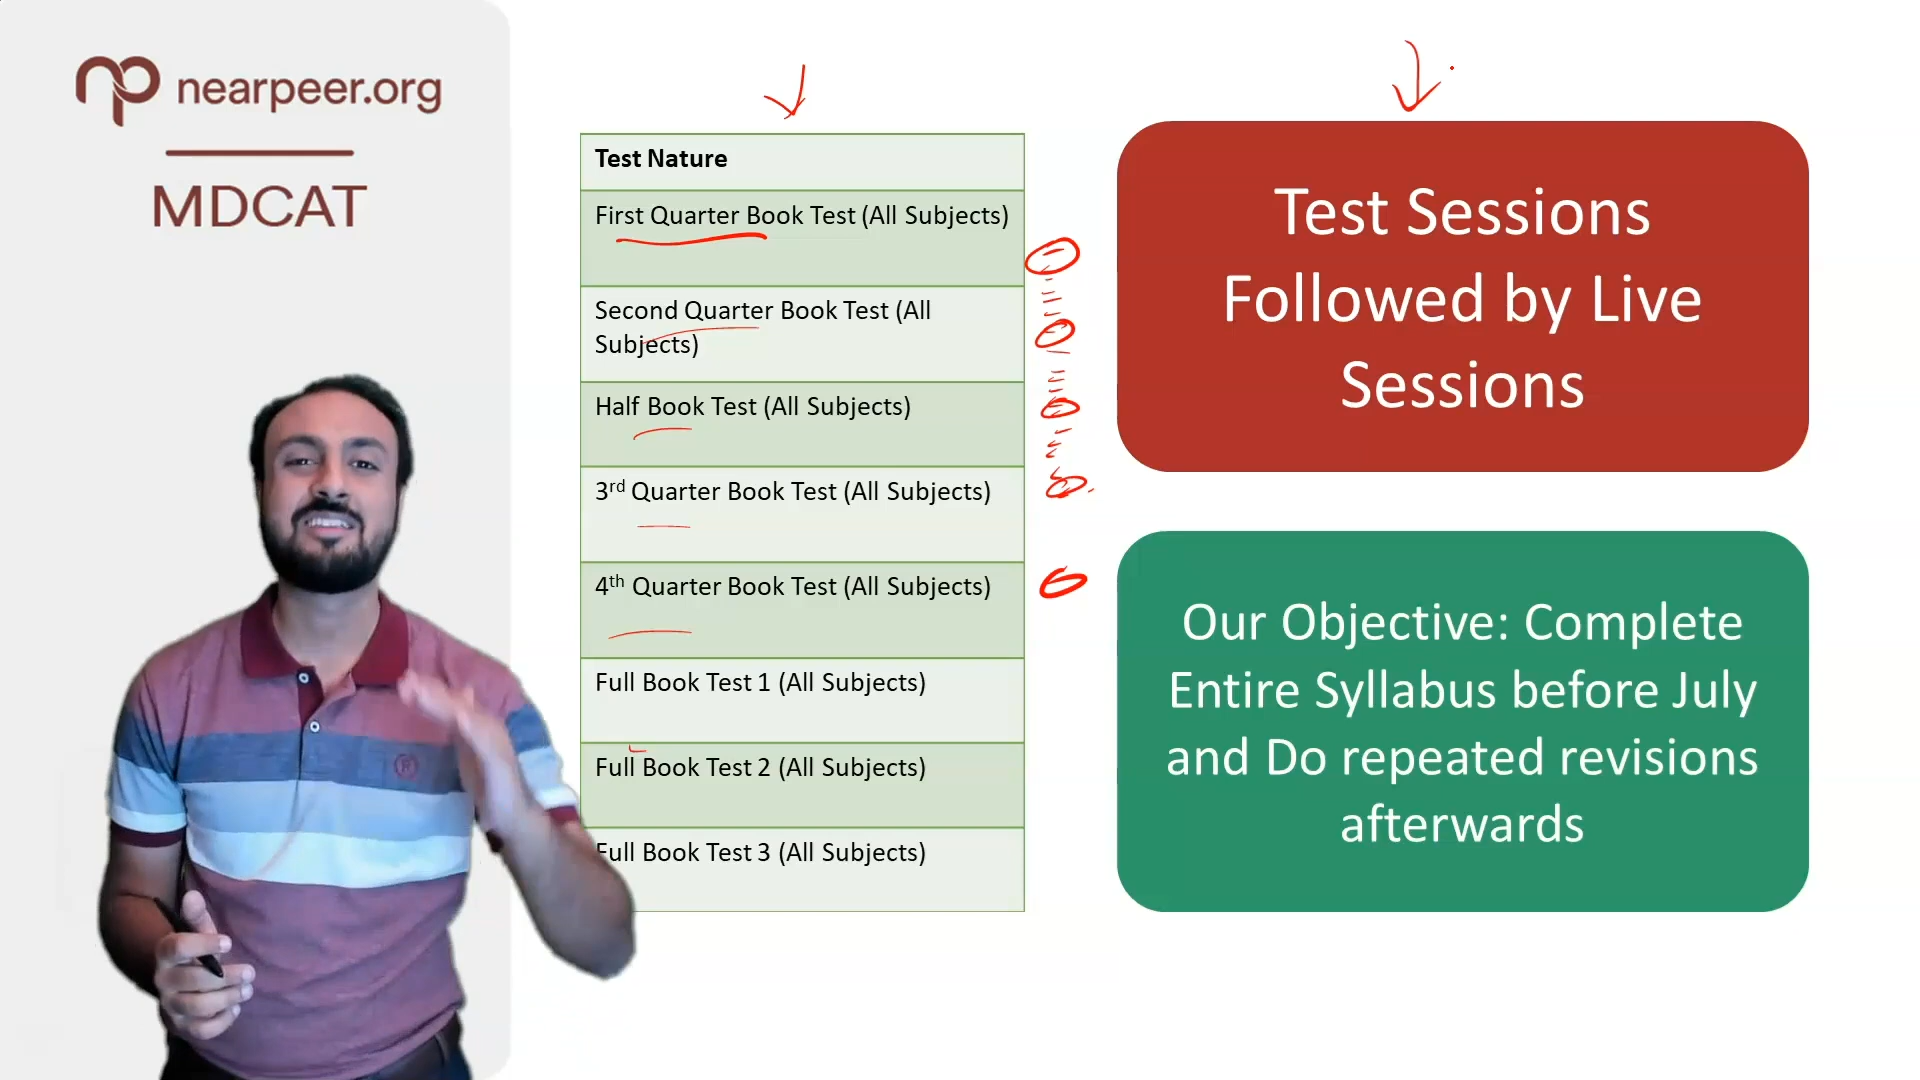 nearpeer.org
MDCAT
Test Nature
First Quarter Book Test (All Subjects)
Second Quarter Book Test (All
Subjects)
Half Book Test (All Subjects)
3rd Quarter Book Test (All Subjects)
4th Quarter Book Test (All Subjects)
Full Book Test 1 (All Subjects)
Full Book Test 2 (All Subjects)
Full Book Test 3 (All Subjects)
Test Sessions
Followed by Live
Sessions
Our Objective: Complete
Entire Syllabus before July
and Do repeated revisions
afterwards